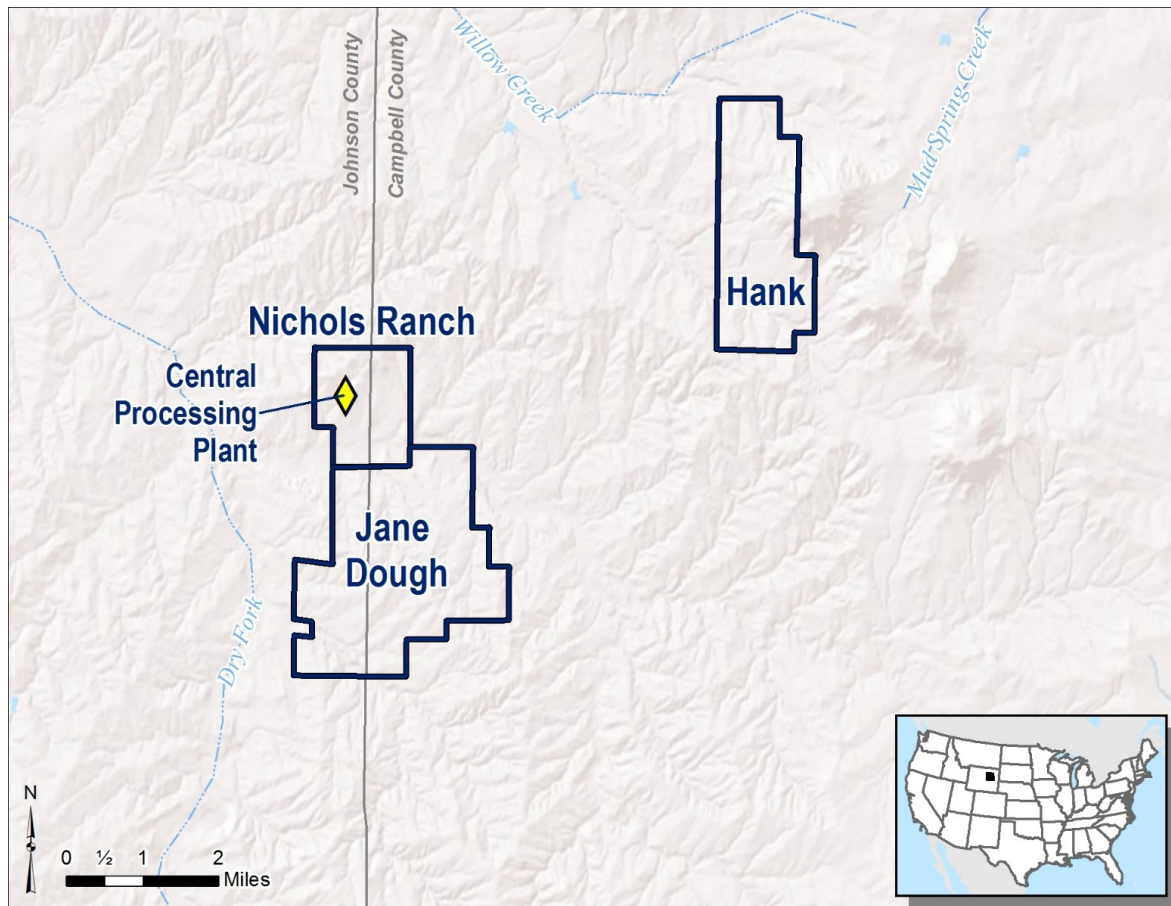 Willow Creek
Mud Spring Creek
Johnson County
Campbell County
Hank
Nichols Ranch
Central
Processing
Plant
Jane
Dough
Dry Fork
N
0 ½ 1 2
Miles